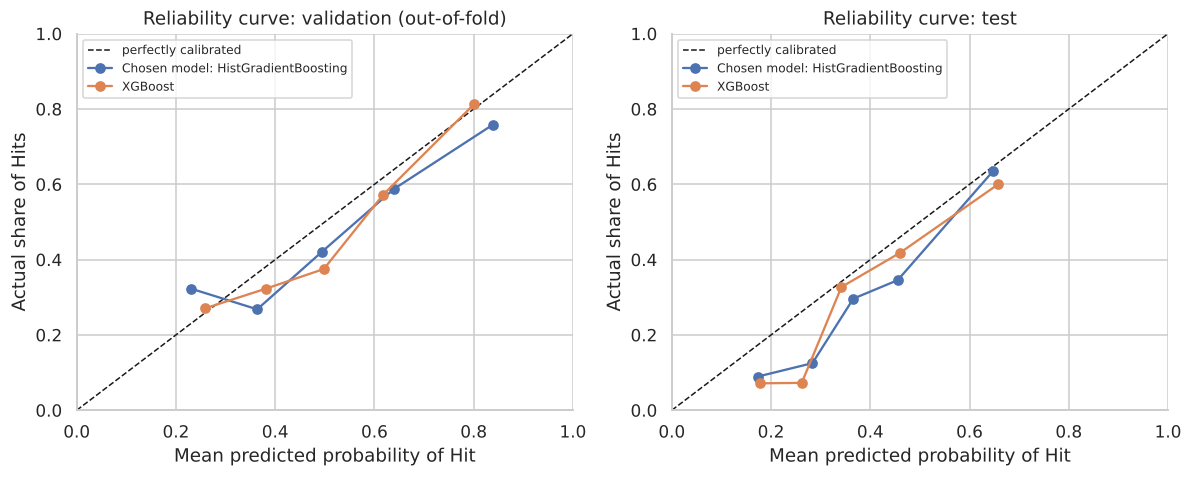 Reliability curve: validation (out-of-fold)
1.0
0.8
0.6
0.4
0.2
0.0
Actual share of Hits
perfectly calibrated
Chosen model: HistGradientBoosting
XGBoost
0.0 0.2 0.4 0.6 0.8 1.0
Mean predicted probability of Hit
Reliability curve: test
1.0
0.8
0.6
0.4
0.2
0.0
Actual share of Hits
perfectly calibrated
Chosen model: HistGradientBoosting
XGBoost
0.0 0.2 0.4 0.6 0.8 1.0
Mean predicted probability of Hit